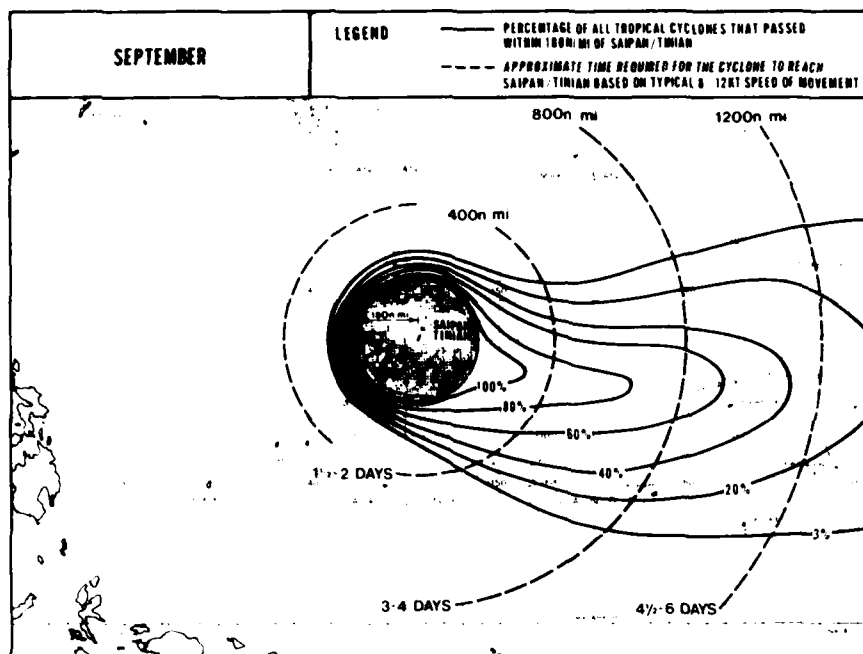 SEPTEMBER
LEGEND
PERCENTAGE OF ALL TROPICAL CYCLONES THAT PASSED
WITHIN 180N MI OF SAIPAN/TINIAN
APPROXIMATE TIME REQUIRED FOR THE CYCLONE TO REACH
SAIPAN/TINIAN BASED ON TYPICAL 8 12KT SPEED OF MOVEMENT
800n mi
1200n mi
400n mi
180n mi
SAIPAN
TINIAN
100%
80%
60%
40%
20%
3%
1½-2 DAYS
3-4 DAYS
4½-6 DAYS